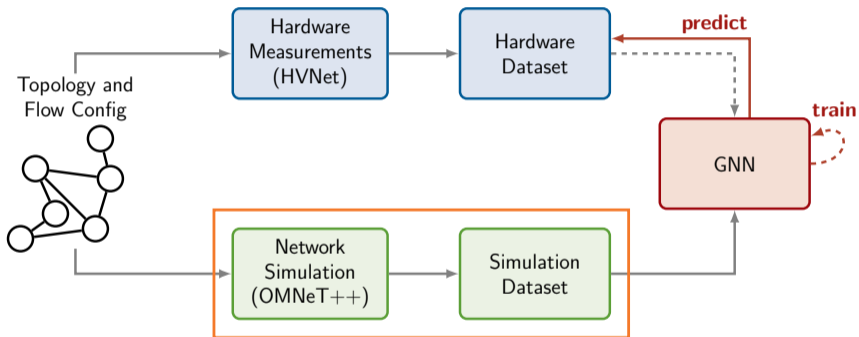 Topology and
Flow Config
Hardware
Measurements
(HVNet)
Hardware
Dataset
predict
train
GNN
Network
Simulation
(OMNeT++)
Simulation
Dataset